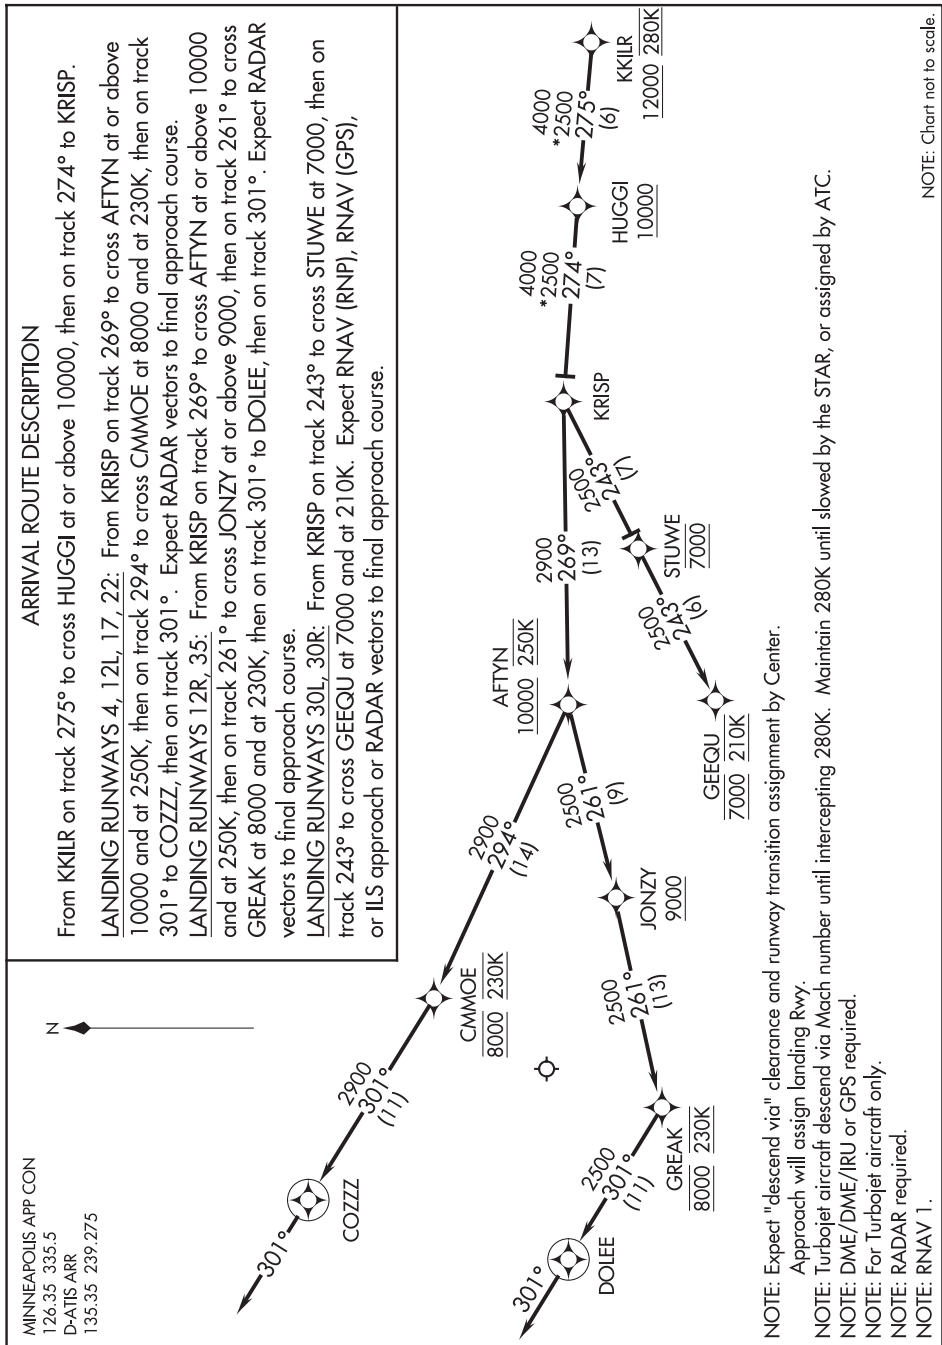 MINNEAPOLIS APP CON
126.35 335.5
D-ATIS ARR
135.35 239.275
N
ARRIVAL ROUTE DESCRIPTION
From KKILR on track 275° to cross HUGGI at or above 10000, then on track 274° to KRISP.
LANDING RUNWAYS 4, 12L, 17, 22: From KRISP on track 269° to cross AFTYN at or above
10000 and at 250K, then on track 294° to cross CMMOE at 8000 and at 230K, then on track
301° to COZZZ, then on track 301°. Expect RADAR vectors to final approach course.
LANDING RUNWAYS 12R, 35: From KRISP on track 269° to cross AFTYN at or above 10000
and at 250K, then on track 261° to cross JONZY at or above 9000, then on track 261° to cross
GREAK at 8000 and at 230K, then on track 301° to DOLEE, then on track 301°. Expect RADAR
vectors to final approach course.
LANDING RUNWAYS 30L, 30R: From KRISP on track 243° to cross STUWE at 7000, then on
track 243° to cross GEEQU at 7000 and at 210K. Expect RNAV (RNP), RNAV (GPS),
or ILS approach or RADAR vectors to final approach course.
301°
COZZZ
2900
301°
(11)
CMMOE
8000 230K
2900
294°
(14)
AFTYN
10000 250K
2900
269°
(13)
KRISP
4000
*2500
274°
(7)
HUGGI
10000
4000
*2500
275°
(6)
KKILR
12000 280K
301°
DOLEE
2500
301°
(11)
GREAK
8000 230K
2500
261°
(13)
JONZY
9000
2500
261°
(9)
GEEQU
7000 210K
2500
243°
(6)
STUWE
7000
2500
243°
(7)
NOTE: Expect "descend via" clearance and runway transition assignment by Center.
Approach will assign landing Rwy.
NOTE: Turbojet aircraft descend via Mach number until intercepting 280K. Maintain 280K until slowed by the STAR, or assigned by ATC.
NOTE: DME/DME/IRU or GPS required.
NOTE: For Turbojet aircraft only.
NOTE: RADAR required.
NOTE: RNAV 1.
NOTE: Chart not to scale.